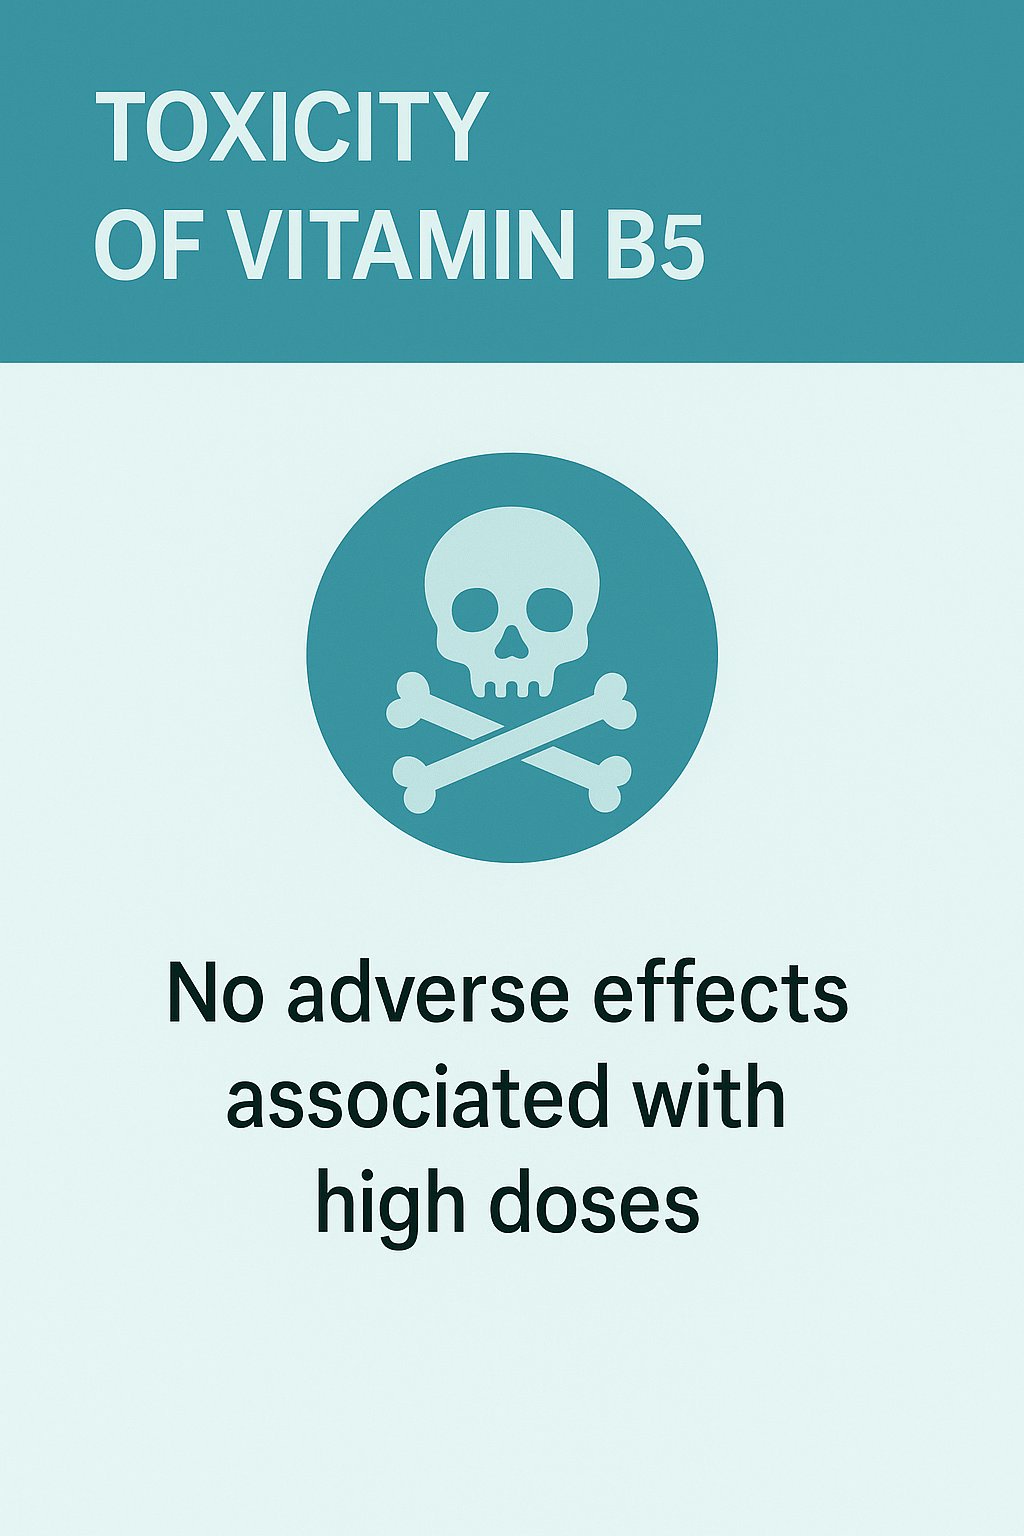 TOXICITY
OF VITAMIN B5
No adverse effects
associated with
high doses